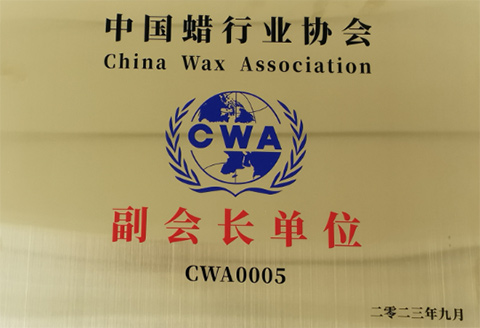 中国蜡行业协会
China Wax Association
CWA
副会长单位
CWA0005
二零二三年九月